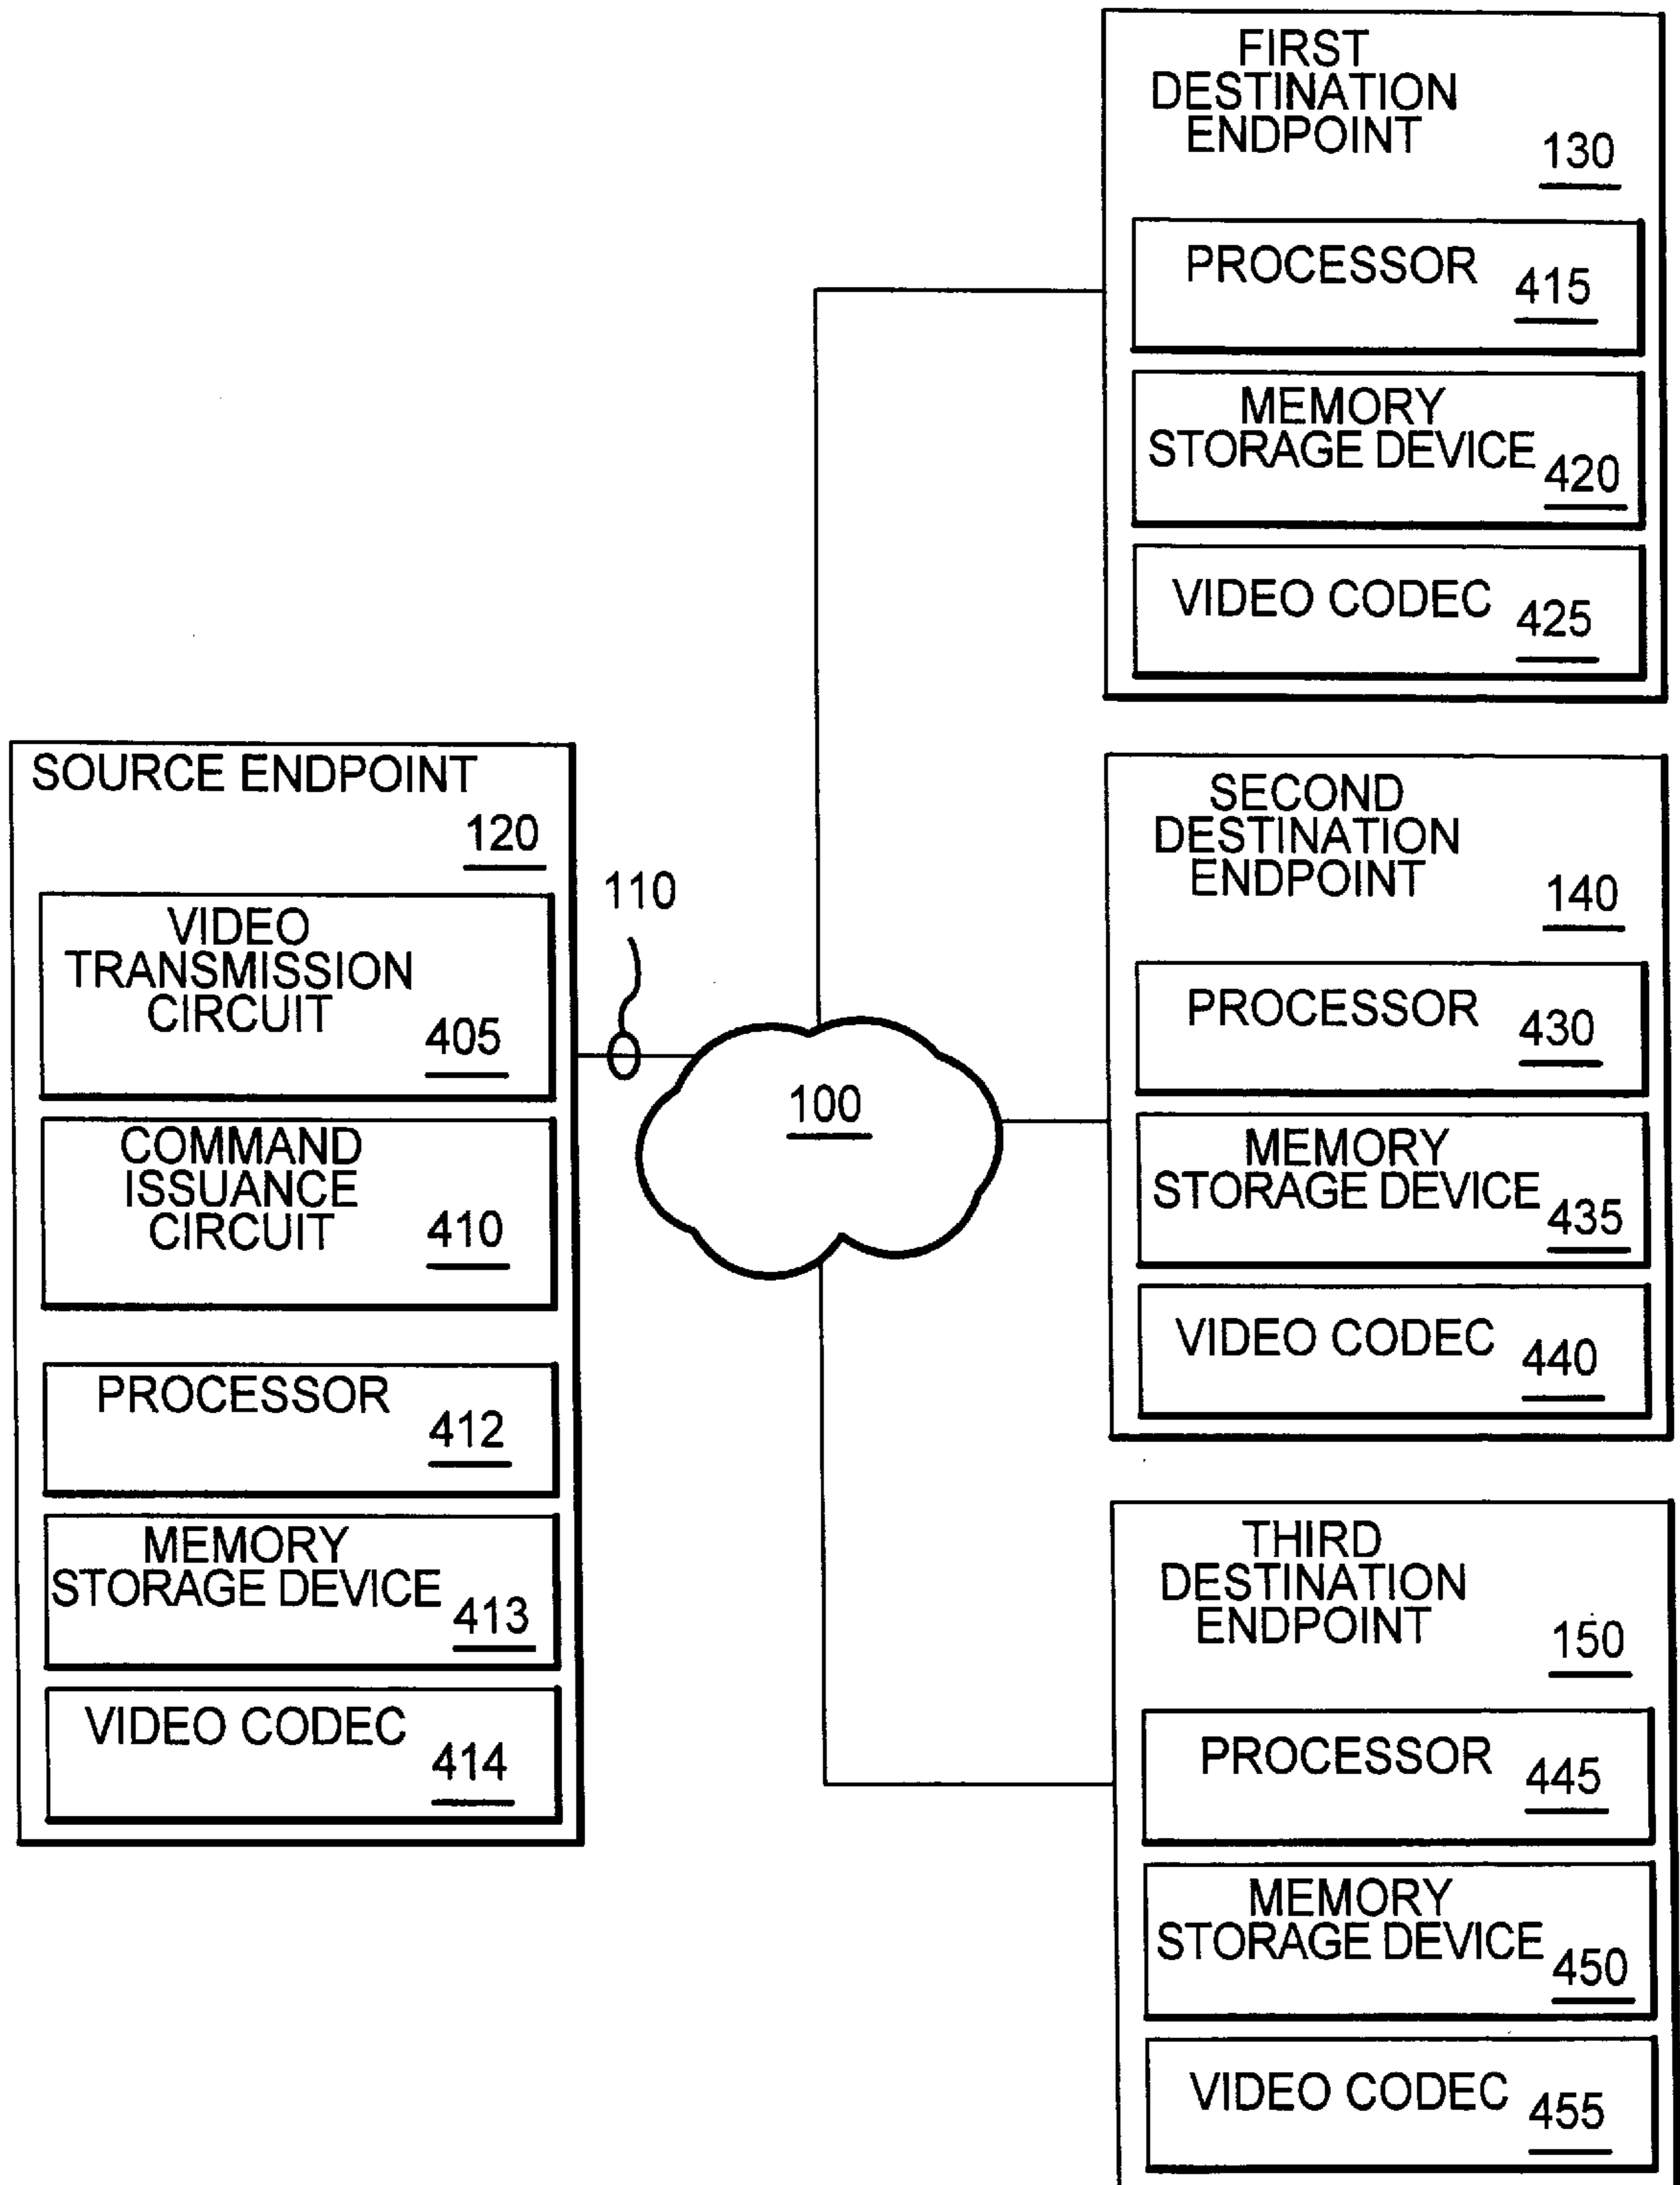 FIRST
DESTINATION
ENDPOINT
130
PROCESSOR
415
MEMORY
STORAGE DEVICE
420
VIDEO CODEC
425
SOURCE ENDPOINT
120
VIDEO
TRANSMISSION
CIRCUIT
405
COMMAND
ISSUANCE
CIRCUIT
410
PROCESSOR
412
MEMORY
STORAGE DEVICE
413
VIDEO CODEC
414
110
100
SECOND
DESTINATION
ENDPOINT
140
PROCESSOR
430
MEMORY
STORAGE DEVICE
435
VIDEO CODEC
440
THIRD
DESTINATION
ENDPOINT
150
PROCESSOR
445
MEMORY
STORAGE DEVICE
450
VIDEO CODEC
455